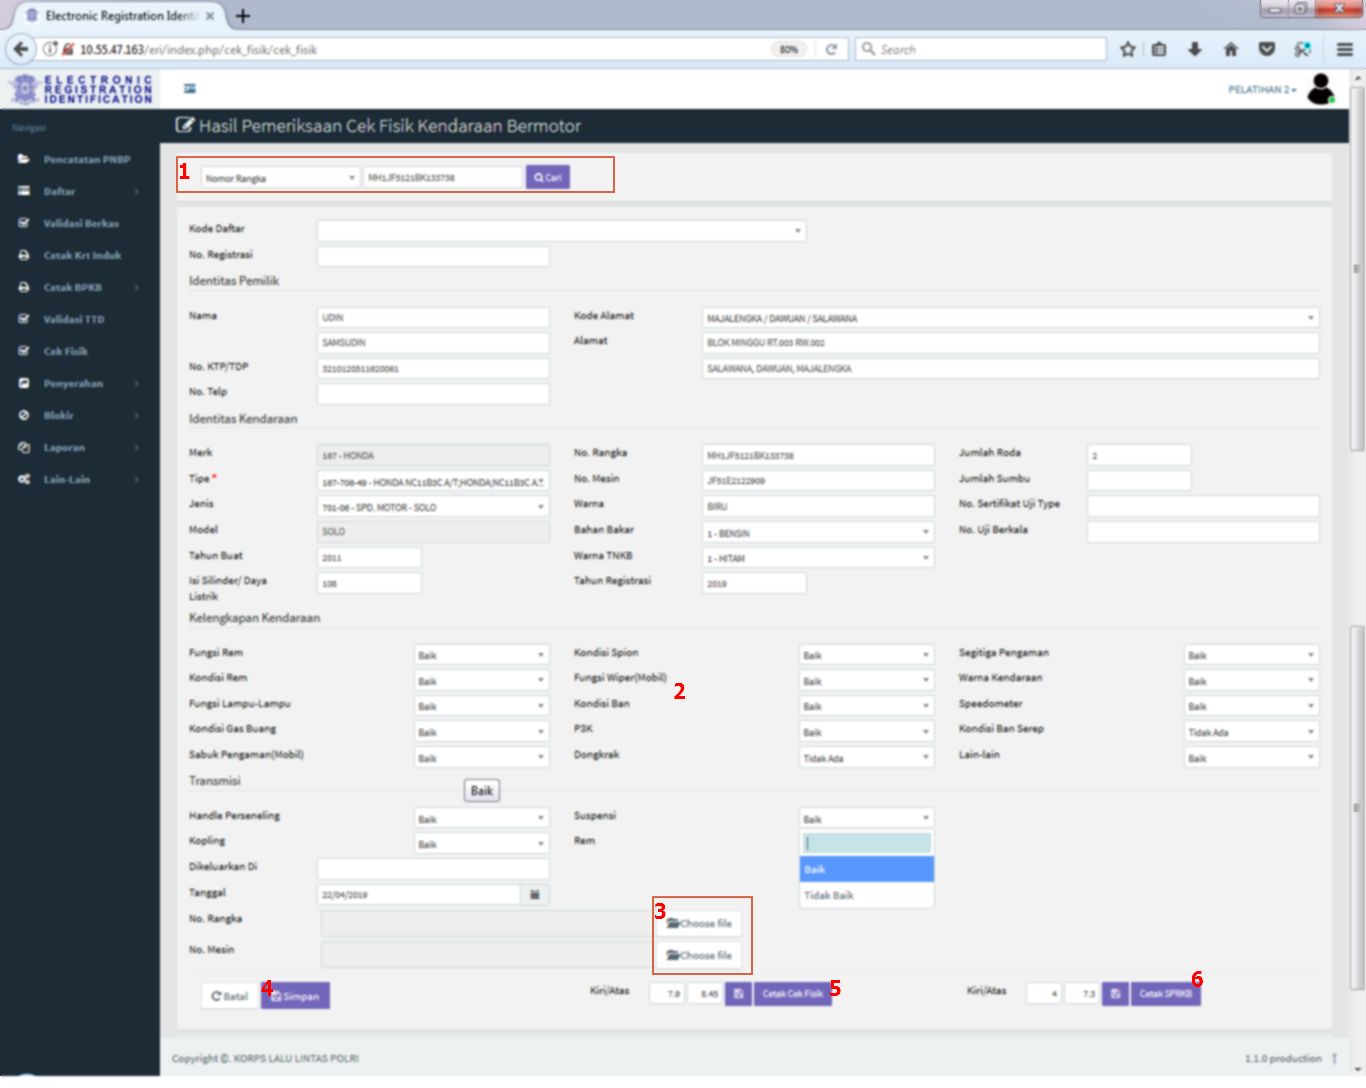 Electronic Registration Identif
10.55.47.163/eri/index.php/cek_fisik/cek_fisik
80%
Search
ELECTRONIC
REGISTRATION
IDENTIFICATION
PELATIHAN 2
Navigasi
Pencatatan PNBP
Daftar
Validasi Berkas
Cetak Krt Induk
Cetak BPKB
Validasi TTD
Cek Fisik
Penyerahan
Blokir
Laporan
Lain-Lain
Hasil Pemeriksaan Cek Fisik Kendaraan Bermotor
1
Nomor Rangka MH1JF5121BK133738 Cari
Kode Daftar
No. Registrasi
Identitas Pemilik
Nama UDIN Kode Alamat MAJALENGKA / DAWUAN / SALAWANA
SAMSUDIN Alamat BLOK MINGGU RT.003 RW.002
No. KTP/TDP 3210120511620061 SALAWANA, DAWUAN, MAJALENGKA
No. Telp
Identitas Kendaraan
Merk 167 - HONDA No. Rangka MH1JF5121BK133738 Jumlah Roda 2
Tipe * 167-706-49 - HONDA NC11B3C A/T;HONDA;NC11B3C A No. Mesin JF51E2122909 Jumlah Sumbu
Jenis 701-06 - SPD. MOTOR - SOLO Warna BIRU No. Sertifikat Uji Type
Model SOLO Bahan Bakar 1 - BENSIN No. Uji Berkala
Tahun Buat 2011 Warna TNKB 1 - HITAM
Isi Silinder/ Daya 108 Tahun Registrasi 2019
Listrik
Kelengkapan Kendaraan
Fungsi Rem Baik Kondisi Spion Baik Segitiga Pengaman Baik
Kondisi Rem Baik Fungsi Wiper(Mobil) 2 Baik Warna Kendaraan Baik
Fungsi Lampu-Lampu Baik Kondisi Ban Baik Speedometer Baik
Kondisi Gas Buang Baik P3K Baik Kondisi Ban Serep Tidak Ada
Sabuk Pengaman(Mobil) Baik Dongkrak Tidak Ada Lain-lain Baik
Transmisi
Baik
Handle Perseneling Baik Suspensi Baik
Kopling Baik Rem
Dikeluarkan Di Baik
Tanggal 22/04/2019 Tidak Baik
No. Rangka 3 Choose file
No. Mesin Choose file
Batal 4 Simpan Kiri/Atas 7.9 8.45 Cetak Cek Fisik 5 Kiri/Atas 4 7.3 Cetak SPRKB 6
Copyright ©. KORPS LALU LINTAS POLRI 1.1.0 production